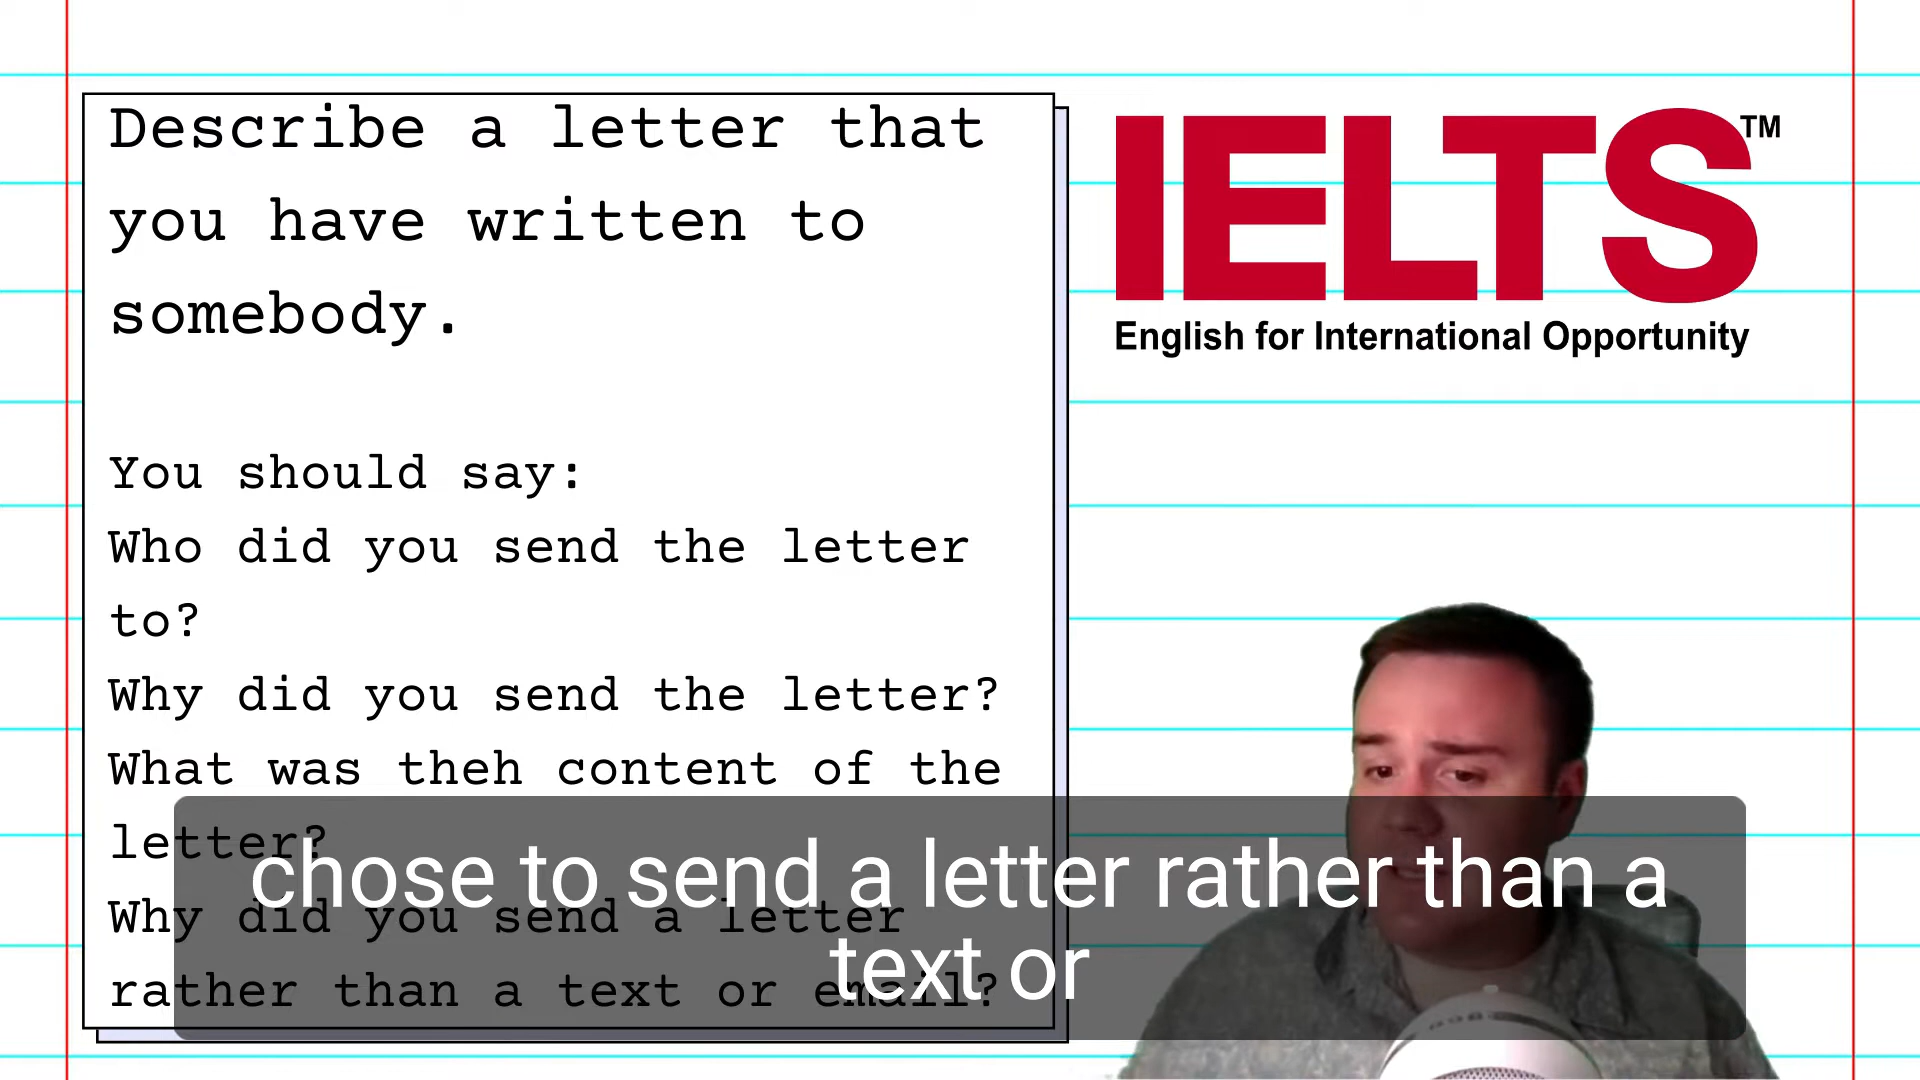 Describe a letter that
you have written to
somebody.
You should say:
Who did you send the letter
to?
Why did you send the letter?
What was theh content of the
letter?
Why did you send a letter
rather than a text or email?
IELTS™
English for International Opportunity
chose to send a letter rather than a
text or